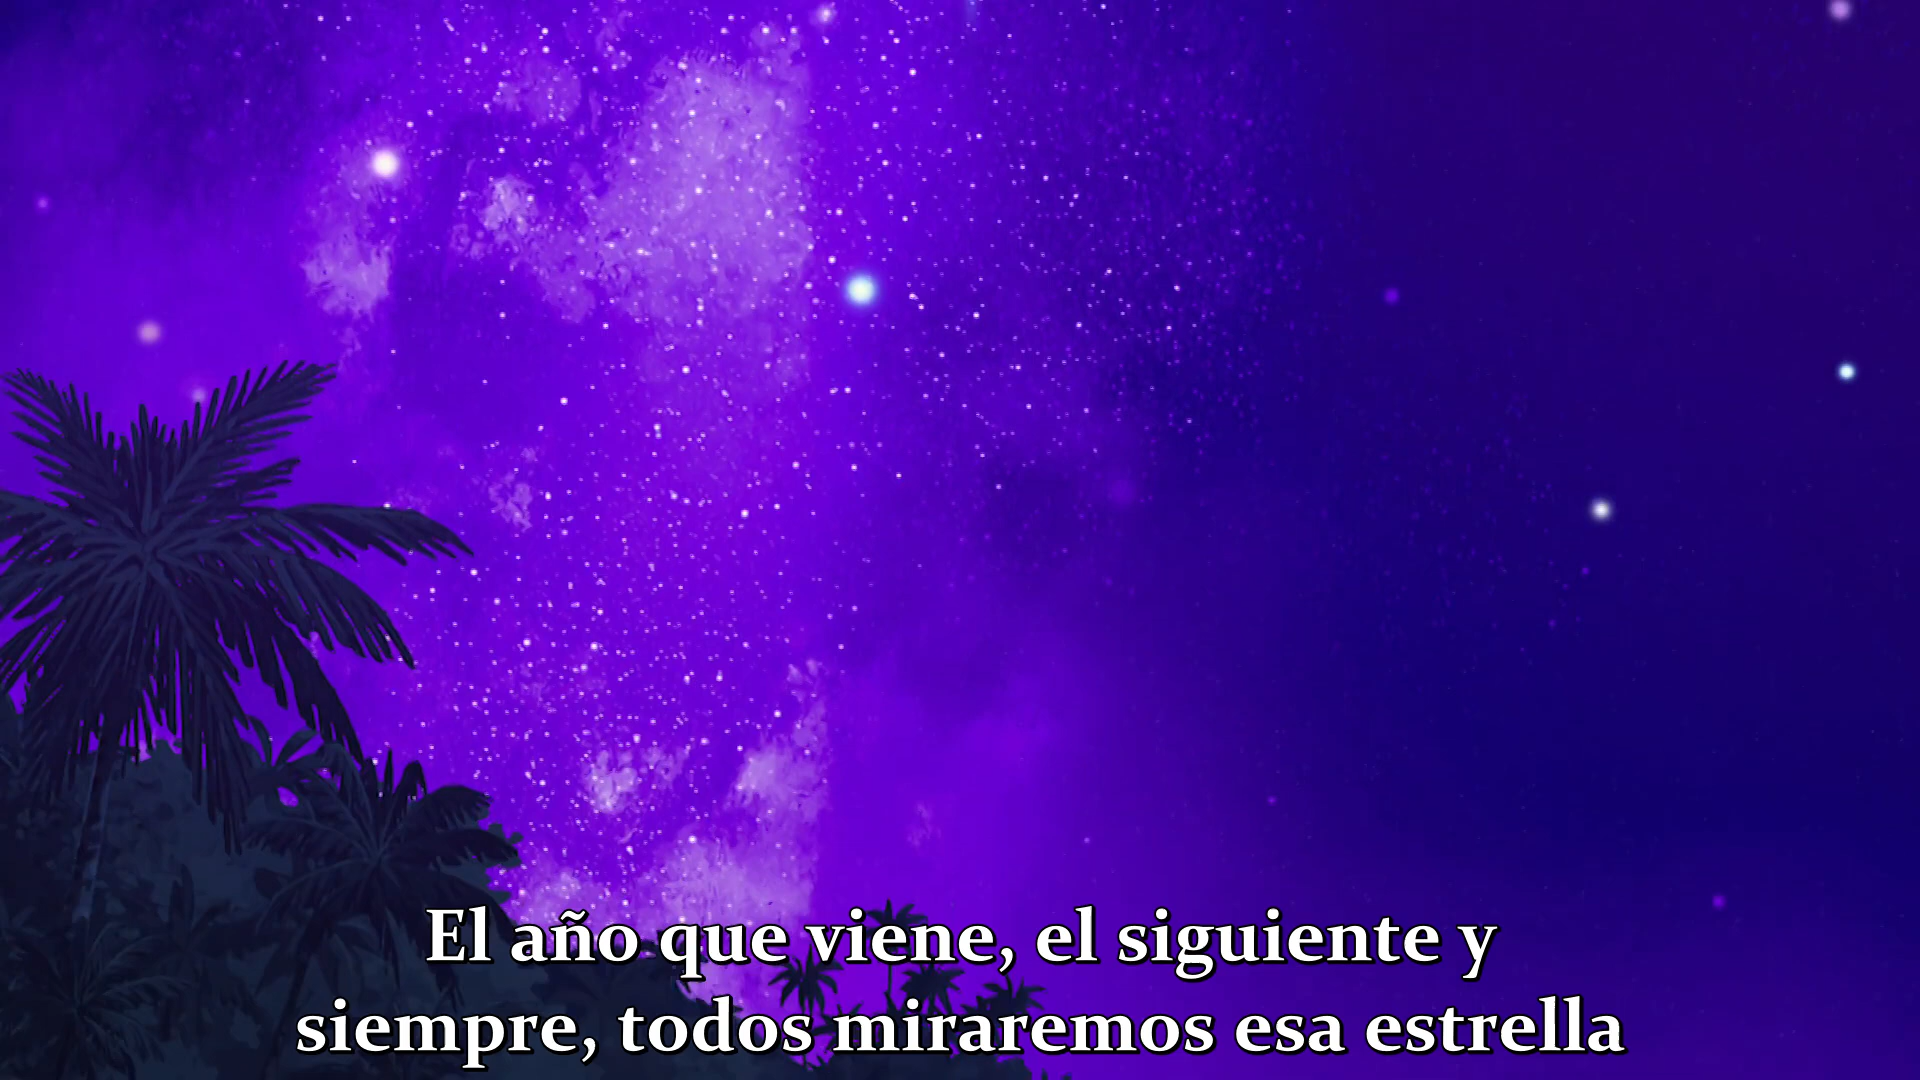 El año que viene, el siguiente y
siempre, todos miraremos esa estrella